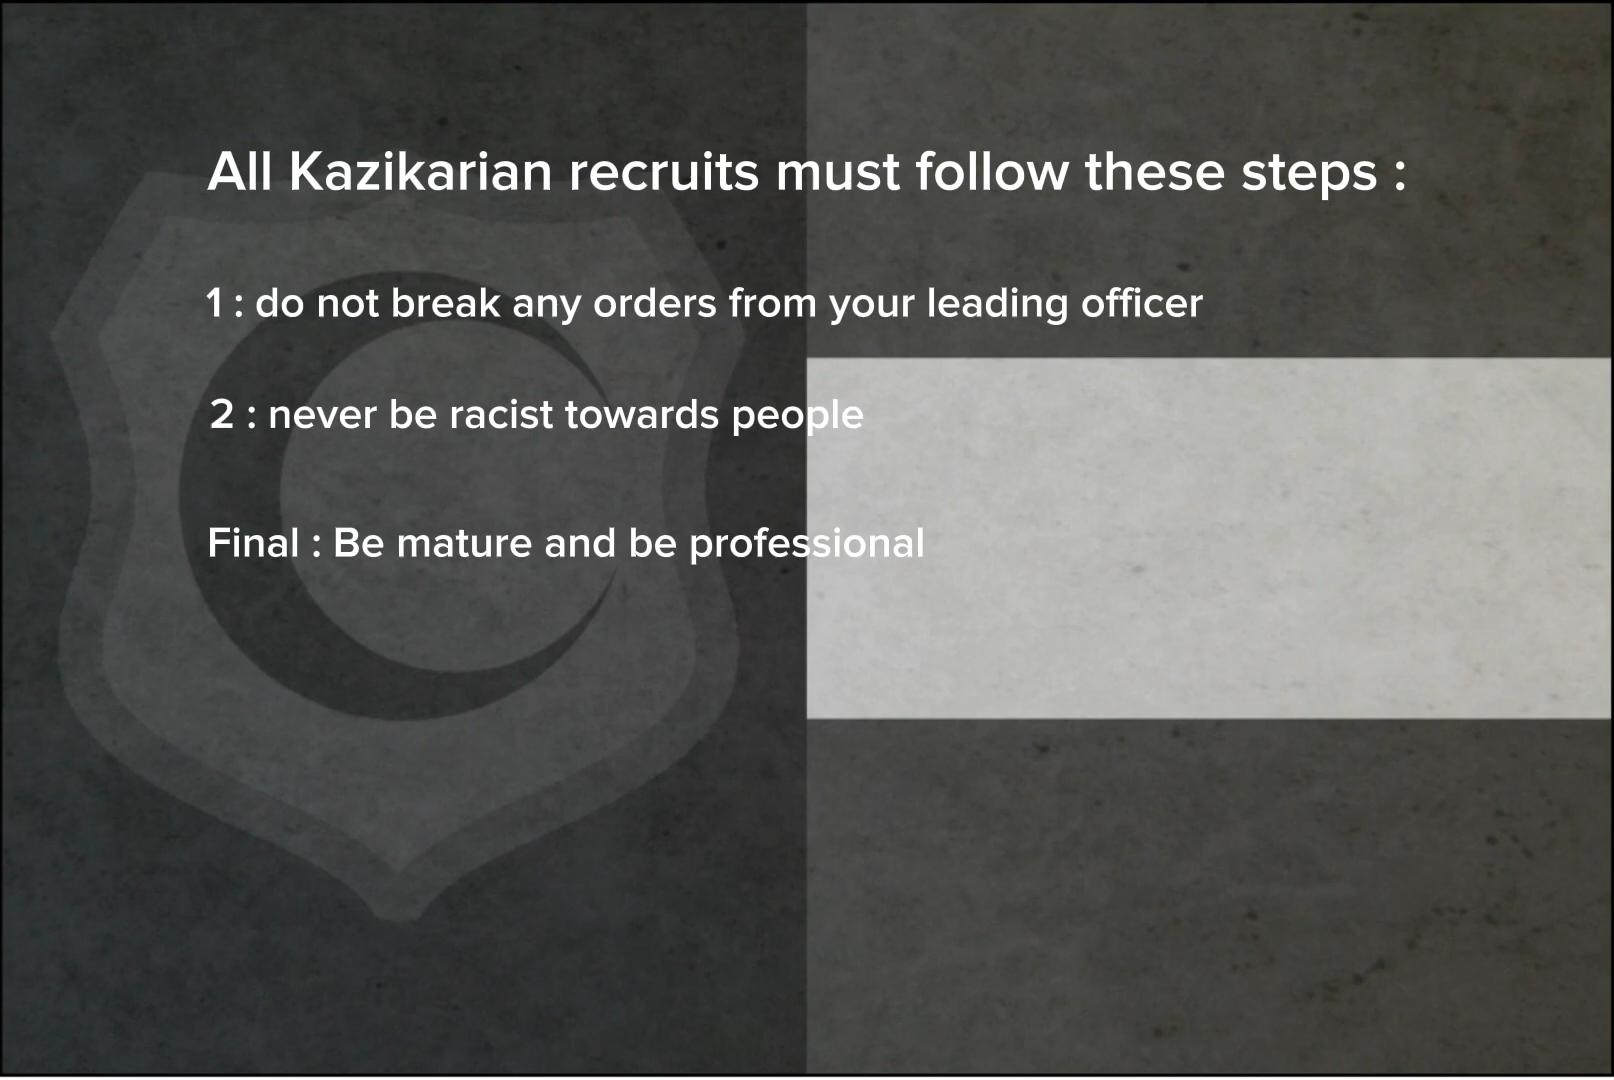 All Kazikarian recruits must follow these steps :
1 : do not break any orders from your leading officer
2 : never be racist towards people
Final : Be mature and be professional